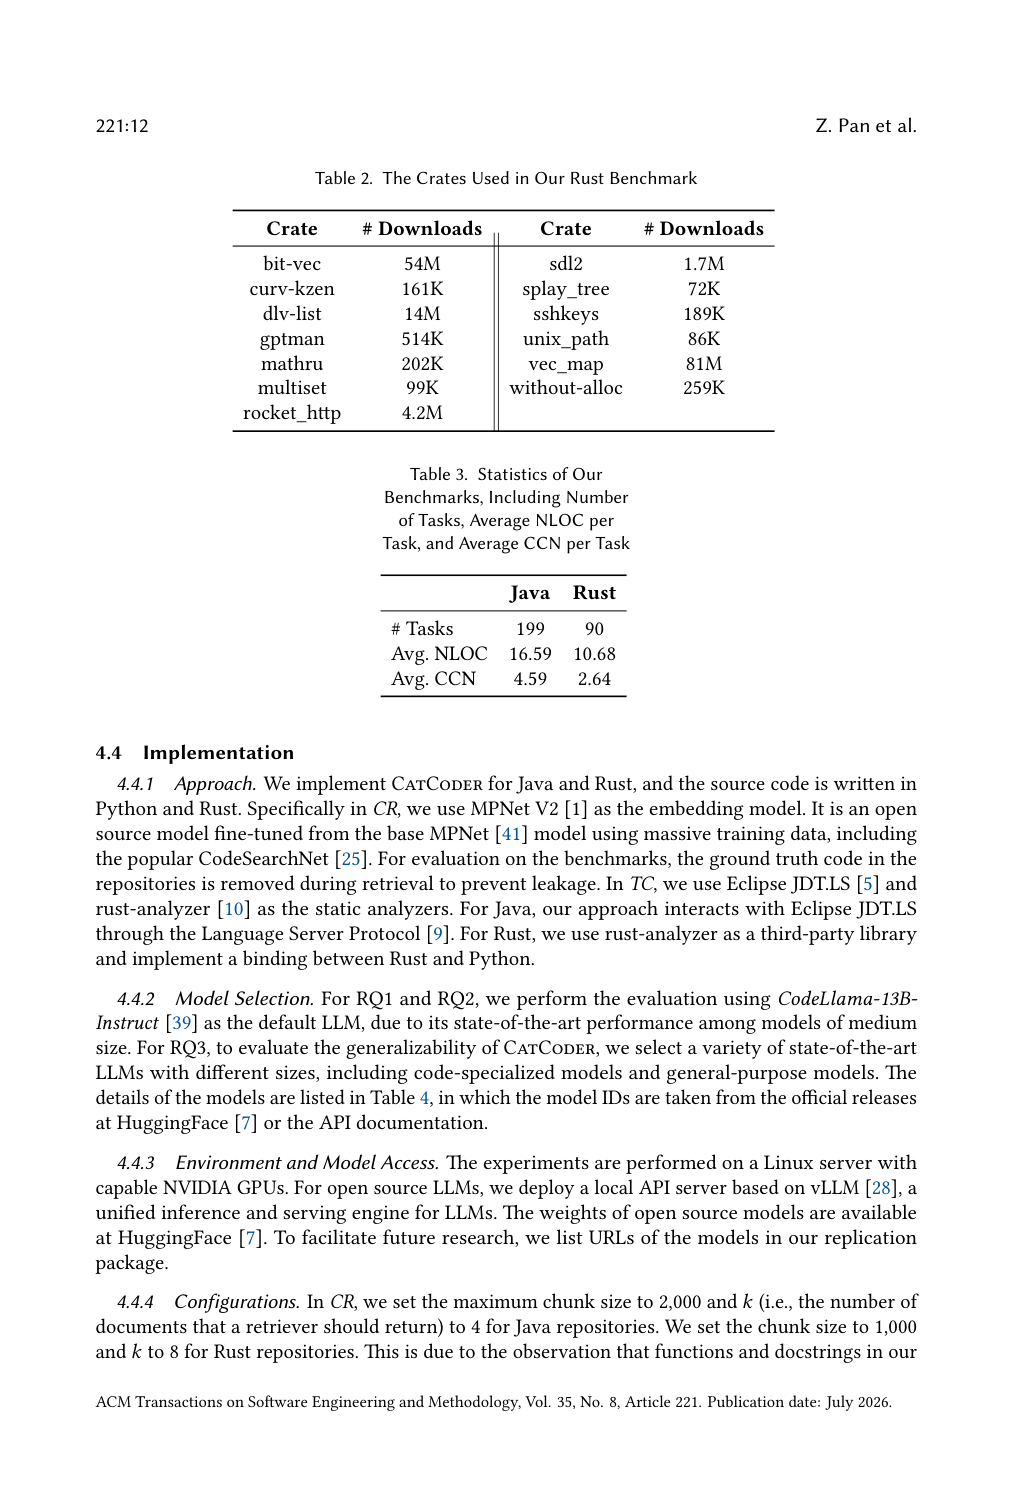 221:12 Z. Pan et al.
Table 2. The Crates Used in Our Rust Benchmark
Crate # Downloads Crate # Downloads
bit-vec 54M sdl2 1.7M
curv-kzen 161K splay_tree 72K
dlv-list 14M sshkeys 189K
gptman 514K unix_path 86K
mathru 202K vec_map 81M
multiset 99K without-alloc 259K
rocket_http 4.2M
Table 3. Statistics of Our
Benchmarks, Including Number
of Tasks, Average NLOC per
Task, and Average CCN per Task
Java Rust
# Tasks 199 90
Avg. NLOC 16.59 10.68
Avg. CCN 4.59 2.64
4.4 Implementation
4.4.1 Approach. We implement CatCoder for Java and Rust, and the source code is written in
Python and Rust. Specifically in CR, we use MPNet V2 [1] as the embedding model. It is an open
source model fine-tuned from the base MPNet [41] model using massive training data, including
the popular CodeSearchNet [25]. For evaluation on the benchmarks, the ground truth code in the
repositories is removed during retrieval to prevent leakage. In TC, we use Eclipse JDT.LS [5] and
rust-analyzer [10] as the static analyzers. For Java, our approach interacts with Eclipse JDT.LS
through the Language Server Protocol [9]. For Rust, we use rust-analyzer as a third-party library
and implement a binding between Rust and Python.
4.4.2 Model Selection. For RQ1 and RQ2, we perform the evaluation using CodeLlama-13B-
Instruct [39] as the default LLM, due to its state-of-the-art performance among models of medium
size. For RQ3, to evaluate the generalizability of CatCoder, we select a variety of state-of-the-art
LLMs with different sizes, including code-specialized models and general-purpose models. The
details of the models are listed in Table 4, in which the model IDs are taken from the official releases
at HuggingFace [7] or the API documentation.
4.4.3 Environment and Model Access. The experiments are performed on a Linux server with
capable NVIDIA GPUs. For open source LLMs, we deploy a local API server based on vLLM [28], a
unified inference and serving engine for LLMs. The weights of open source models are available
at HuggingFace [7]. To facilitate future research, we list URLs of the models in our replication
package.
4.4.4 Configurations. In CR, we set the maximum chunk size to 2,000 and k (i.e., the number of
documents that a retriever should return) to 4 for Java repositories. We set the chunk size to 1,000
and k to 8 for Rust repositories. This is due to the observation that functions and docstrings in our
ACM Transactions on Software Engineering and Methodology, Vol. 35, No. 8, Article 221. Publication date: July 2026.